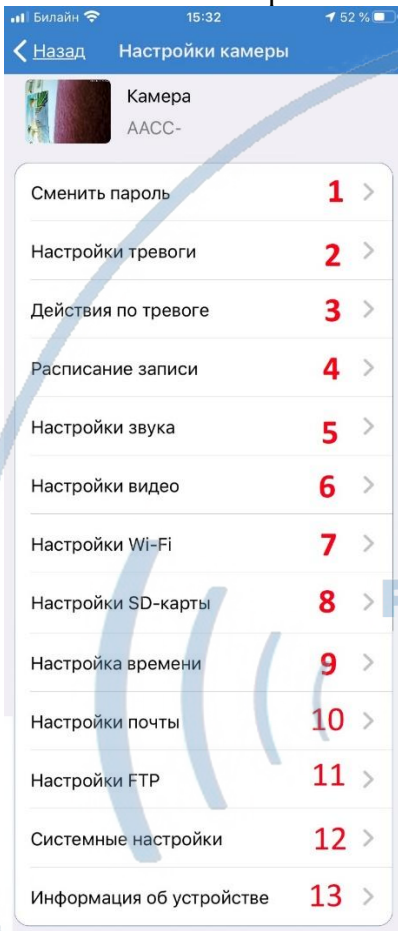 Билайн 15:32 52 %
Назад Настройки камеры
Камера
AACC-
Сменить пароль 1
Настройки тревоги 2
Действия по тревоге 3
Расписание записи 4
Настройки звука 5
Настройки видео 6
Настройки Wi-Fi 7
Настройки SD-карты 8
Настройка времени 9
Настройки почты 10
Настройки FTP 11
Системные настройки 12
Информация об устройстве 13